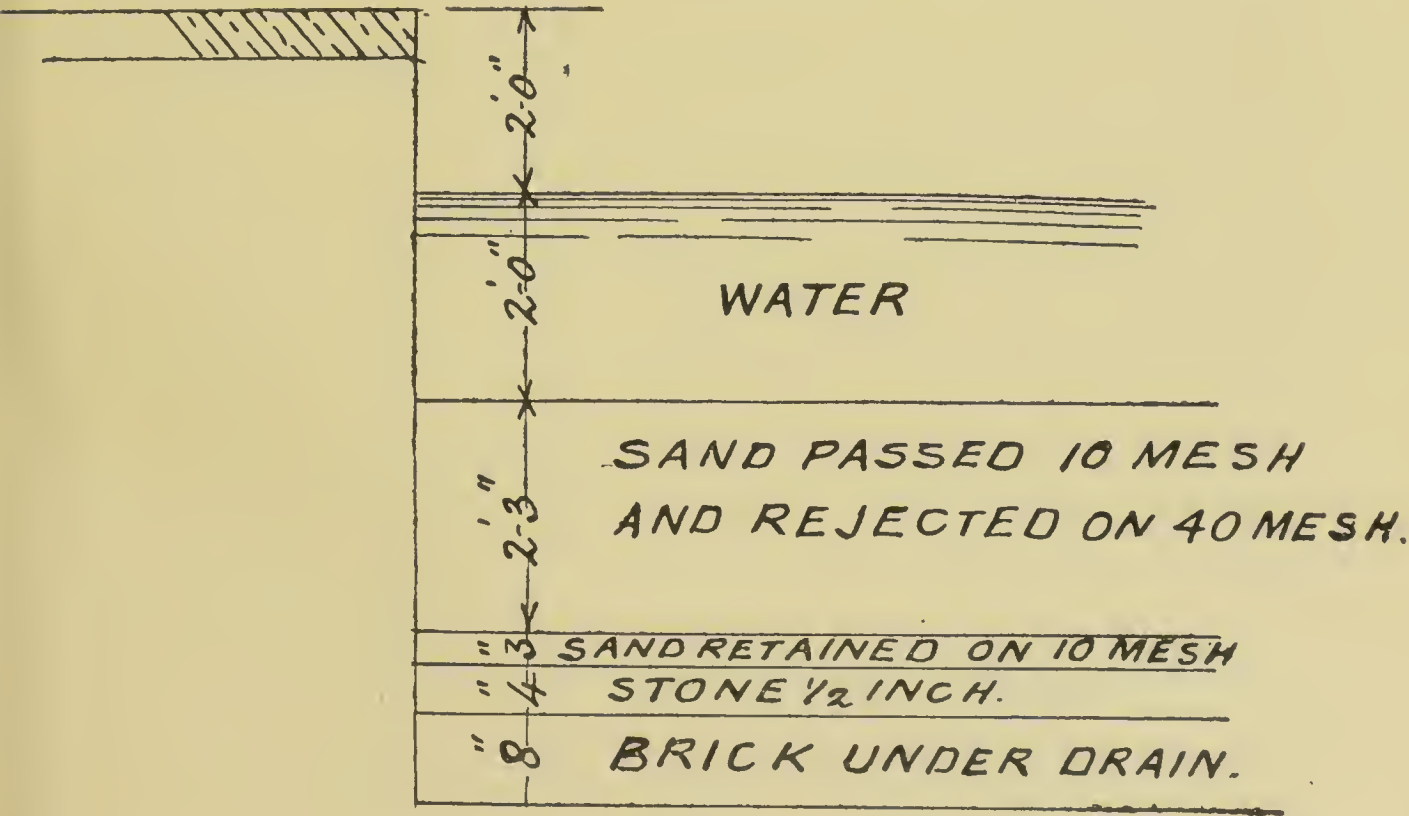 2'-0"
2'-0"
WATER
2'-3"
SAND PASSED 10 MESH
AND REJECTED ON 40 MESH.
3" SAND RETAINED ON 10 MESH
4" STONE 1/2 INCH.
8" BRICK UNDER DRAIN.